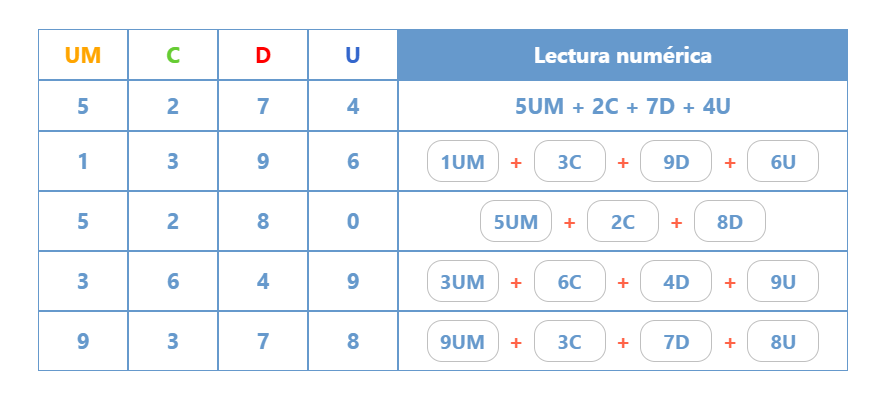 UM C D U Lectura numérica
5 2 7 4 5UM + 2C + 7D + 4U
1 3 9 6 1UM + 3C + 9D + 6U
5 2 8 0 5UM + 2C + 8D
3 6 4 9 3UM + 6C + 4D + 9U
9 3 7 8 9UM + 3C + 7D + 8U